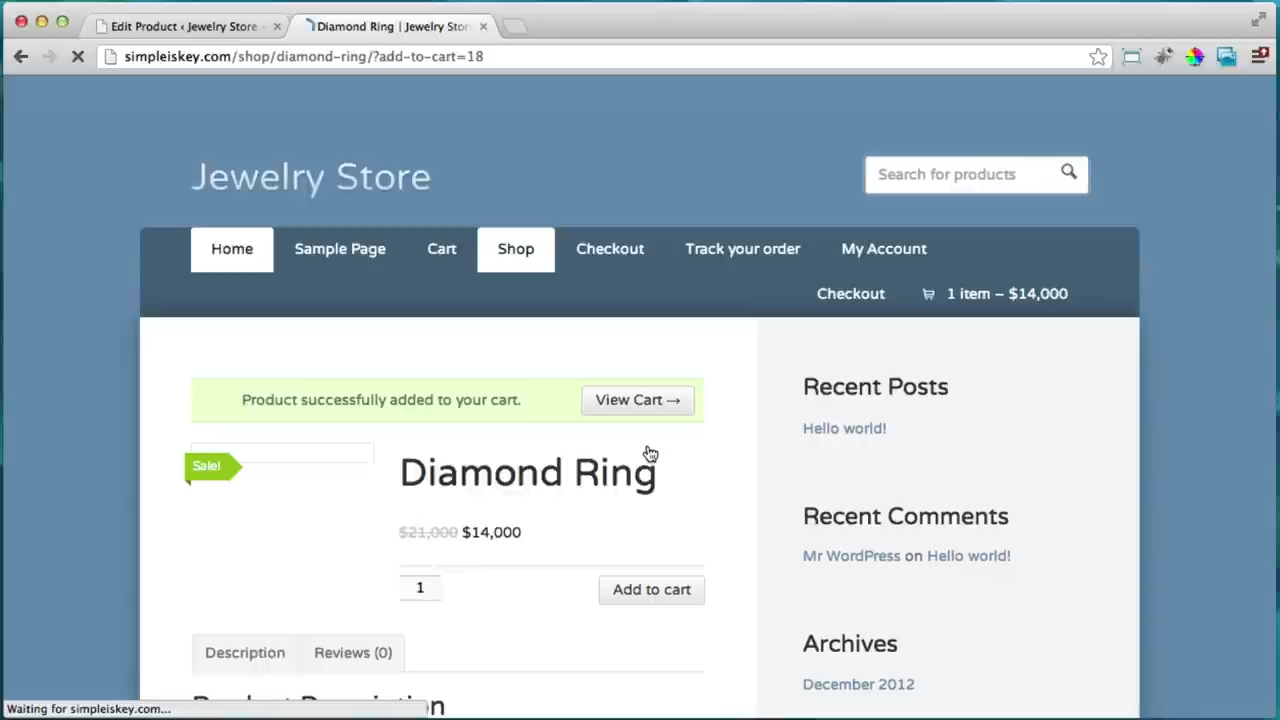 Edit Product ‹ Jewelry Store
Diamond Ring | Jewelry Stor
simpleiskey.com/shop/diamond-ring/?add-to-cart=18
Jewelry Store
Search for products
Home Sample Page Cart Shop Checkout Track your order My Account
Checkout 1 item – $14,000
Product successfully added to your cart. View Cart →
Sale!
Diamond Ring
$21,000 $14,000
1 Add to cart
Description Reviews (0)
Recent Posts
Hello world!
Recent Comments
Mr WordPress on Hello world!
Archives
December 2012
Product Description
Waiting for simpleiskey.com...